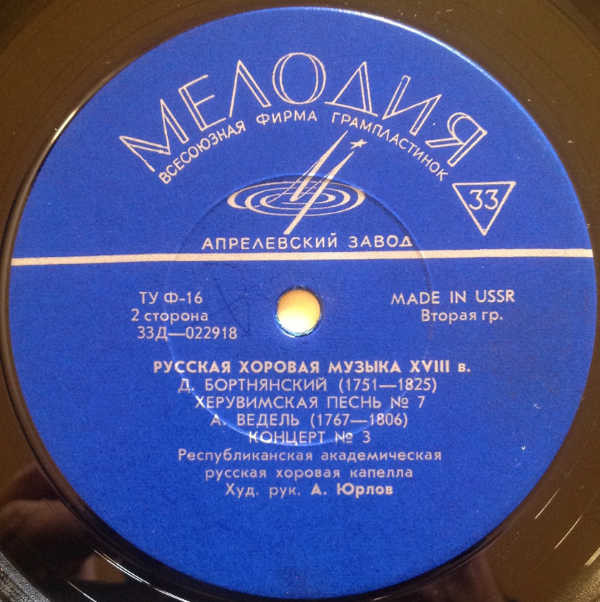 МЕЛОДИЯ
ВСЕСОЮЗНАЯ ФИРМА ГРАМПЛАСТИНОК
33
АПРЕЛЕВСКИЙ ЗАВОД
ТУ Ф-16
MADE IN USSR
2 сторона
Вторая гр.
33Д—022918
РУССКАЯ ХОРОВАЯ МУЗЫКА XVIII в.
Д. БОРТНЯНСКИЙ (1751—1825)
ХЕРУВИМСКАЯ ПЕСНЬ № 7
А. ВЕДЕЛЬ (1767—1806)
КОНЦЕРТ № 3
Республиканская академическая
русская хоровая капелла
Худ. рук. А. Юрлов